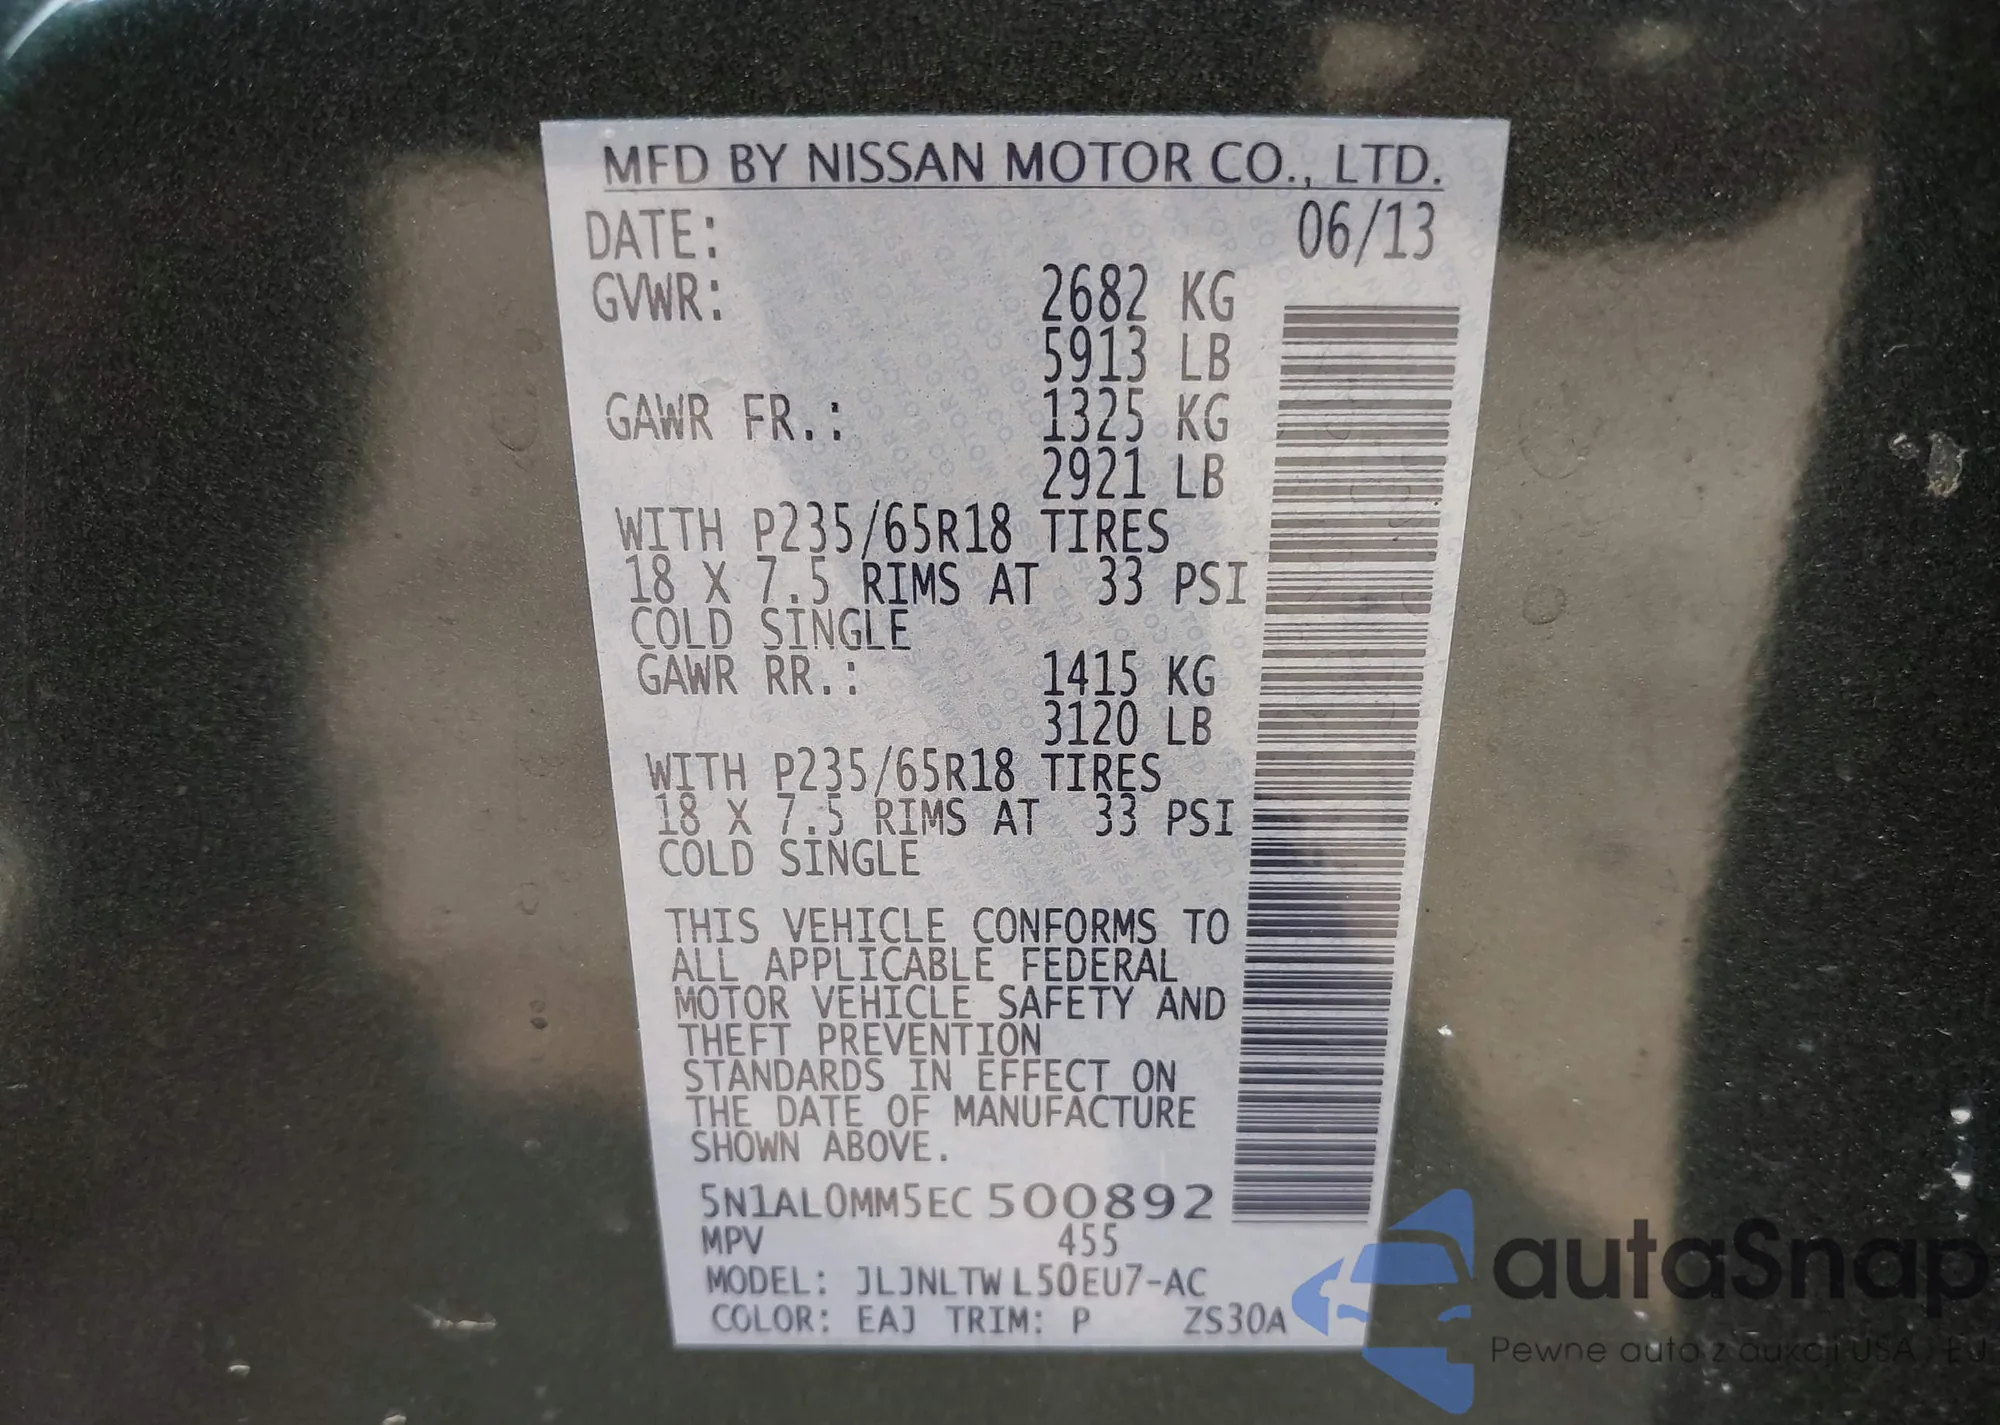 MFD BY NISSAN MOTOR CO., LTD.
DATE: 06/13
GVWR: 2682 KG
5913 LB
GAWR FR.: 1325 KG
2921 LB
WITH P235/65R18 TIRES
18 X 7.5 RIMS AT 33 PSI
COLD SINGLE
GAWR RR.: 1415 KG
3120 LB
WITH P235/65R18 TIRES
18 X 7.5 RIMS AT 33 PSI
COLD SINGLE
THIS VEHICLE CONFORMS TO
ALL APPLICABLE FEDERAL
MOTOR VEHICLE SAFETY AND
THEFT PREVENTION
STANDARDS IN EFFECT ON
THE DATE OF MANUFACTURE
SHOWN ABOVE.
5N1AL0MM5EC500892
MPV 455
MODEL: JLJNLTW L50EU7-AC
COLOR: EAJ TRIM: P ZS30A
autaSnap
Pewne auta z aukcji USA / EU